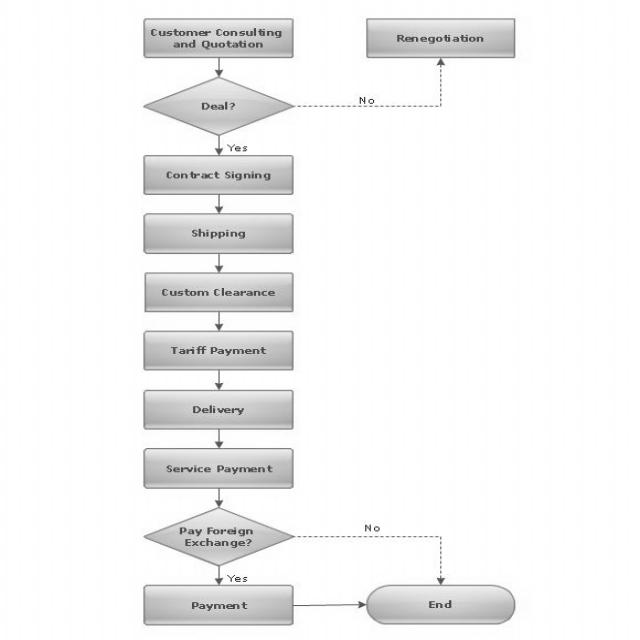 Customer Consulting
and Quotation
Renegotiation
Deal?
No
Yes
Contract Signing
Shipping
Custom Clearance
Tariff Payment
Delivery
Service Payment
Pay Foreign
Exchange?
No
Yes
Payment
End